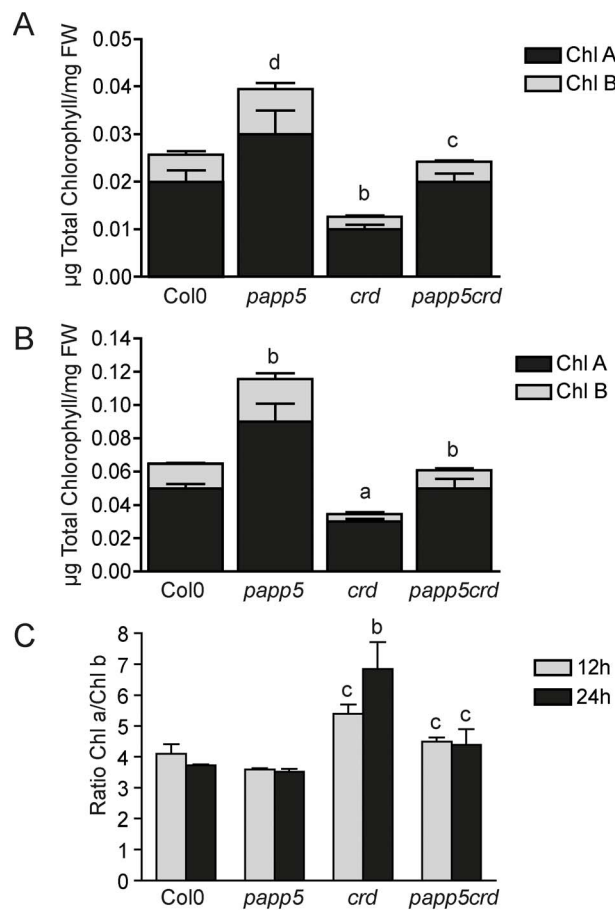 A
µg Total Chlorophyll/mg FW
0.05
0.04
0.03
0.02
0.01
0.00
d
b
c
Chl A
Chl B
Col0 papp5 crd papp5crd
B
µg Total Chlorophyll/mg FW
0.14
0.12
0.10
0.08
0.06
0.04
0.02
0.00
b
a
b
Chl A
Chl B
Col0 papp5 crd papp5crd
C
Ratio Chl a/Chl b
8
7
6
5
4
3
2
1
0
c
b
c c
12h
24h
Col0 papp5 crd papp5crd